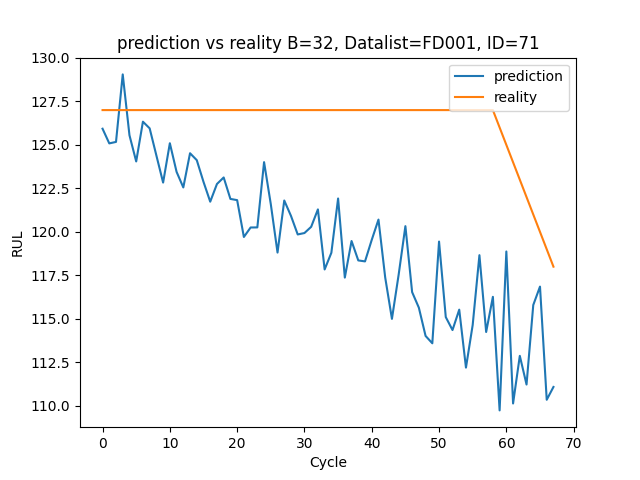 prediction vs reality B=32, Datalist=FD001, ID=71
130.0
127.5
125.0
122.5
120.0
117.5
115.0
112.5
110.0
RUL
prediction
reality
0 10 20 30 40 50 60 70
Cycle